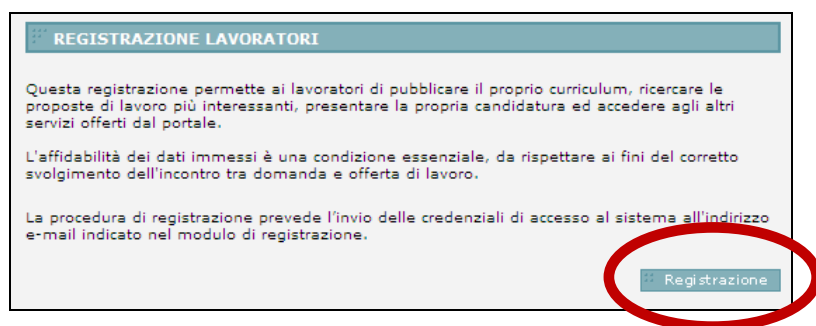 REGISTRAZIONE LAVORATORI
Questa registrazione permette ai lavoratori di pubblicare il proprio curriculum, ricercare le
proposte di lavoro più interessanti, presentare la propria candidatura ed accedere agli altri
servizi offerti dal portale.
L'affidabilità dei dati immessi è una condizione essenziale, da rispettare ai fini del corretto
svolgimento dell'incontro tra domanda e offerta di lavoro.
La procedura di registrazione prevede l'invio delle credenziali di accesso al sistema all'indirizzo
e-mail indicato nel modulo di registrazione.
Registrazione